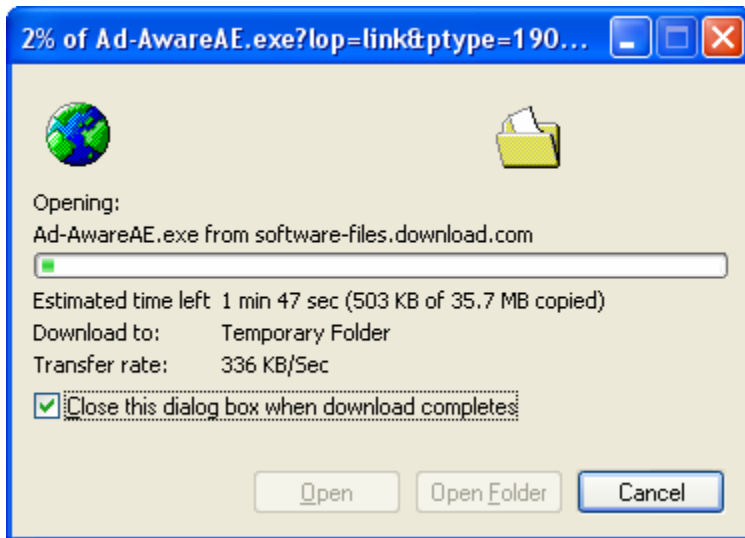 2% of Ad-AwareAE.exe?lop=link&ptype=190...
Opening:
Ad-AwareAE.exe from software-files.download.com
Estimated time left 1 min 47 sec (503 KB of 35.7 MB copied)
Download to: Temporary Folder
Transfer rate: 336 KB/Sec
Close this dialog box when download completes
Open Open Folder Cancel